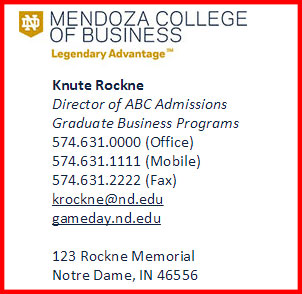 ND
MENDOZA COLLEGE
OF BUSINESS
Legendary Advantage™
Knute Rockne
Director of ABC Admissions
Graduate Business Programs
574.631.0000 (Office)
574.631.1111 (Mobile)
574.631.2222 (Fax)
krockne@nd.edu
gameday.nd.edu
123 Rockne Memorial
Notre Dame, IN 46556